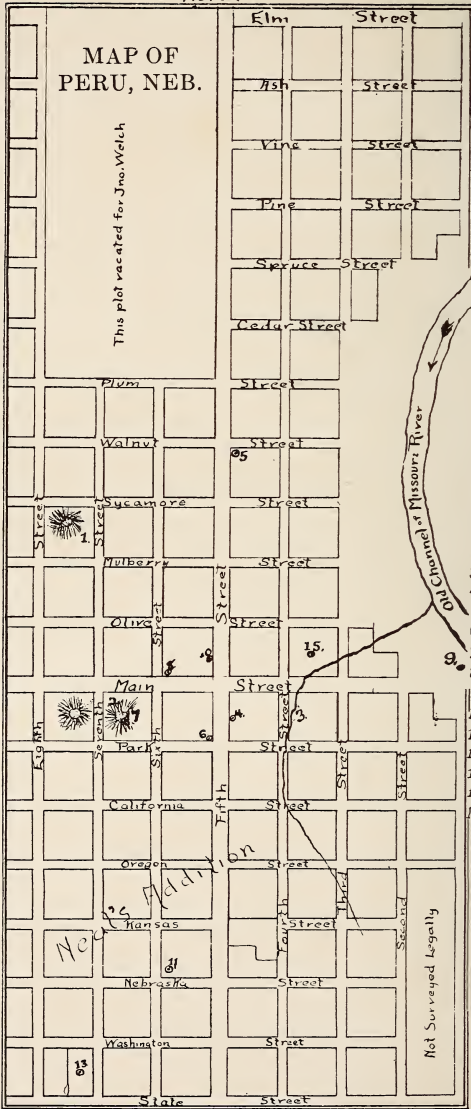 Elm Street
MAP OF
PERU, NEB.
Ash Street
This plot vacated for Jno. Welch
Vine Street
Pine Street
Spruce Street
Cedar Street
Plum Street
Walnut Street
5
Sycamore Street
Street
Street
1.
Mulberry Street
Old Channel of Missouri River
Street
Olive Street
Street
15.
8
9.
Main Street
7
4.
3.
6
Street
Park Street
Eighth
Seventh
Sixth
Fifth
Street
Street
California Street
Oregon Street
Neal's Addition
Kansas Street
Fourth
Third
Second
11
Nebraska Street
Not Surveyed Legally
Washington Street
13
State Street